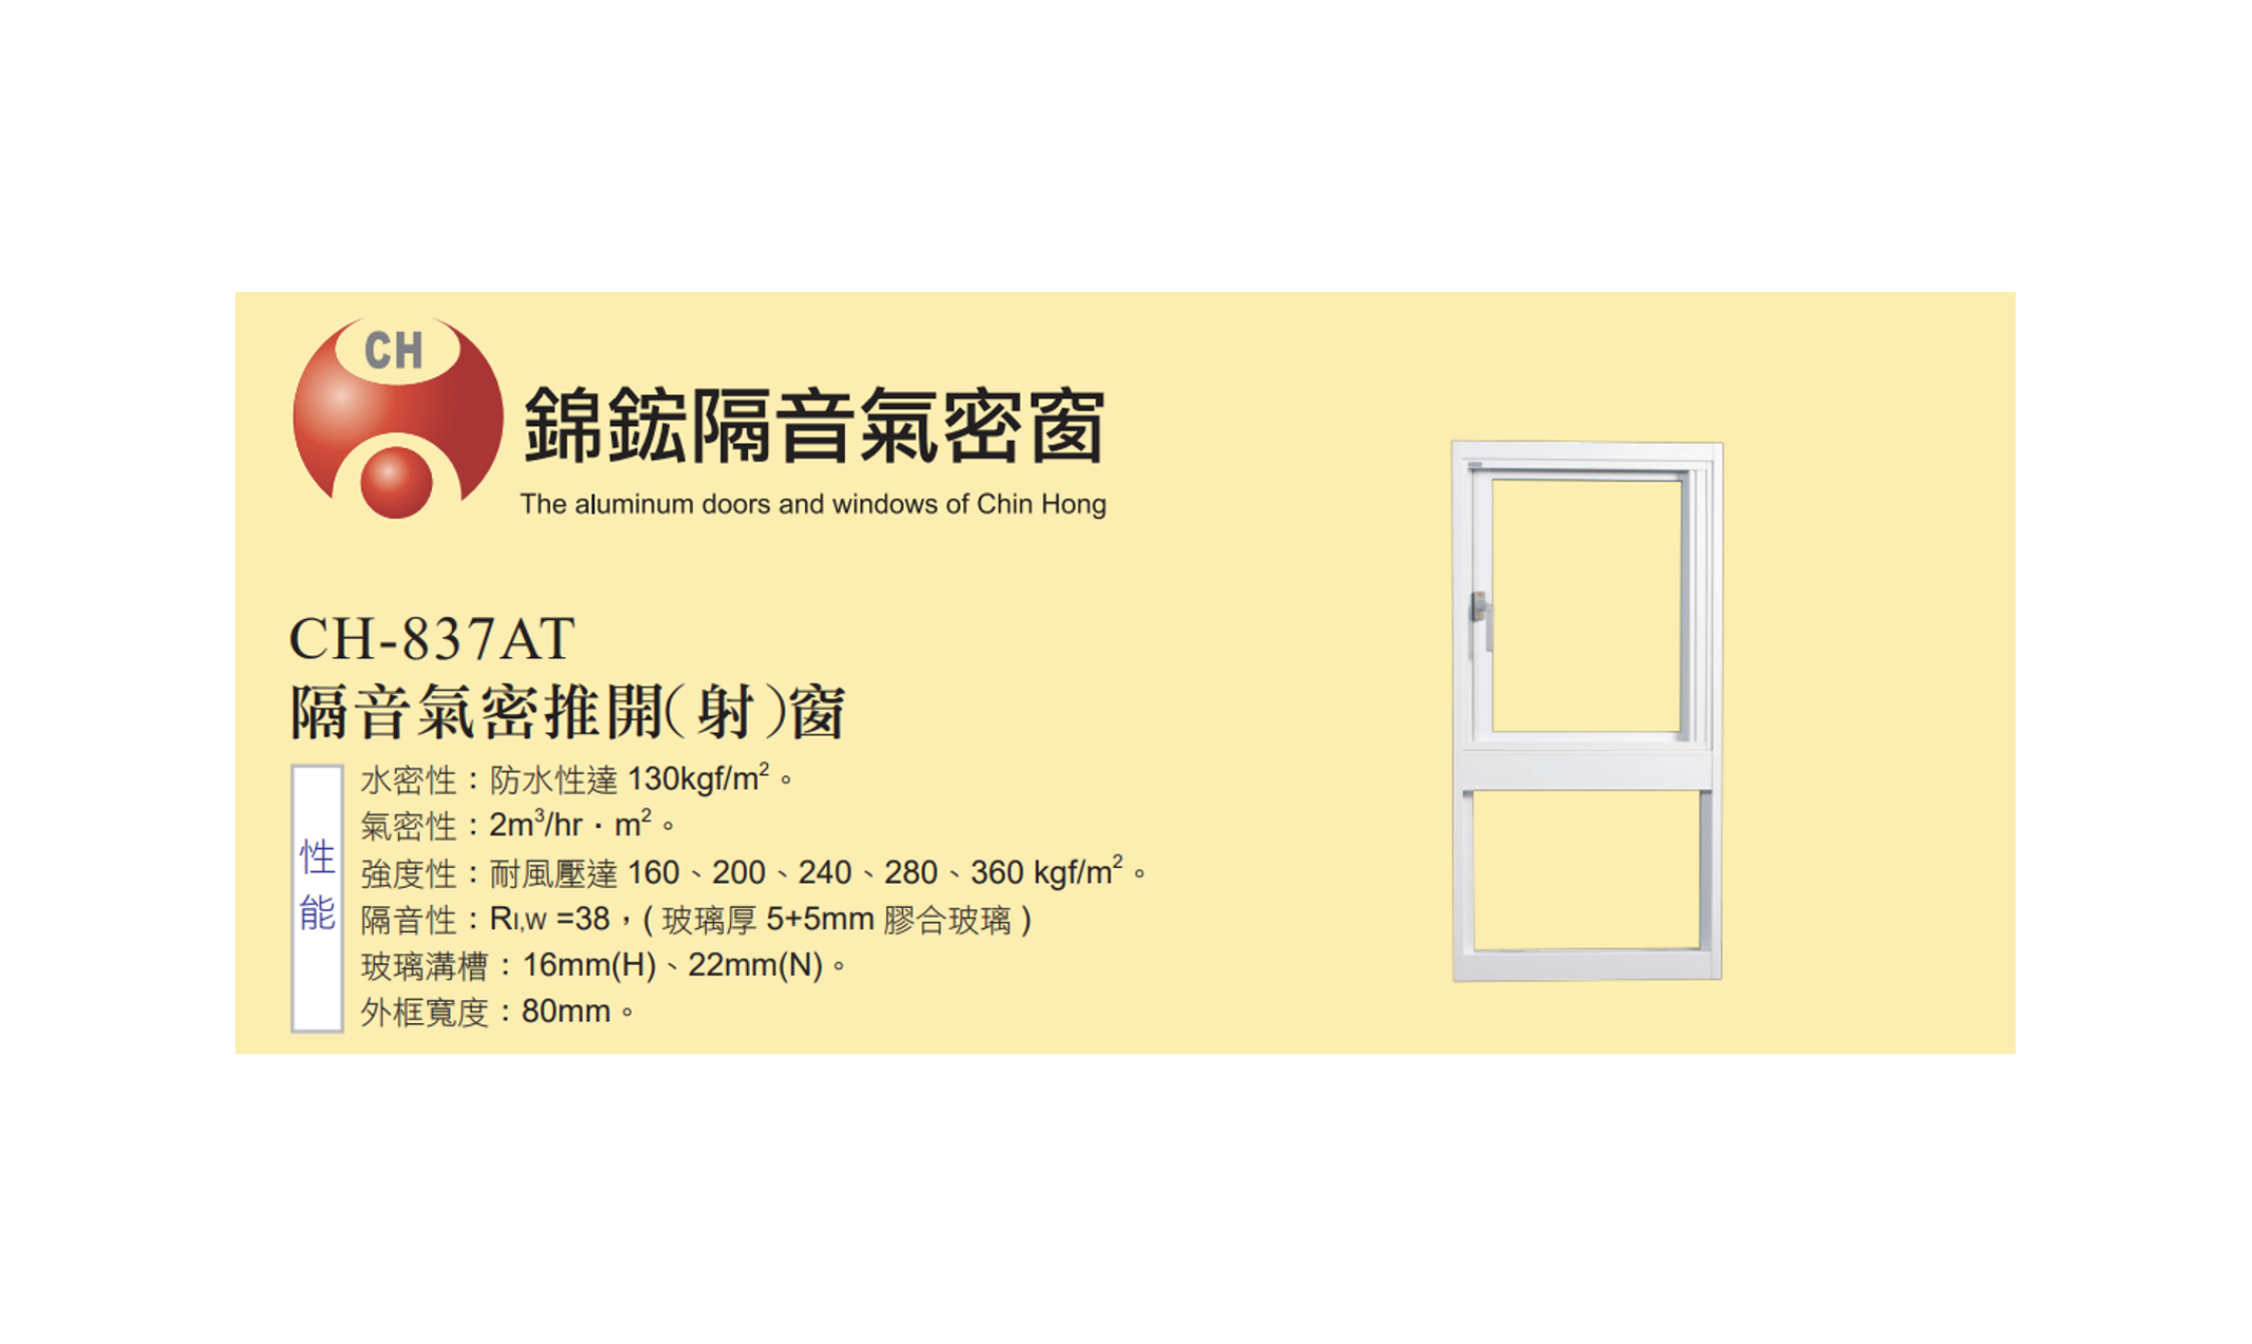 CH
錦鋐隔音氣密窗
The aluminum doors and windows of Chin Hong
CH-837AT
隔音氣密推開(射)窗
性能
水密性：防水性達 130kgf/m²。
氣密性：2m³/hr．m²。
強度性：耐風壓達 160、200、240、280、360 kgf/m²。
隔音性：RI,W =38，( 玻璃厚 5+5mm 膠合玻璃 )
玻璃溝槽：16mm(H)、22mm(N)。
外框寬度：80mm。